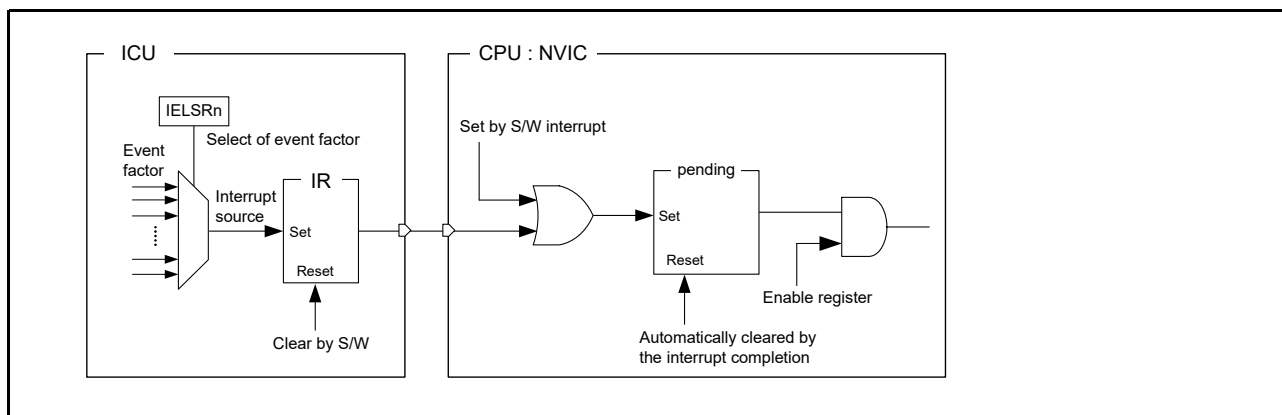 ICU
CPU : NVIC
IELSRn
Select of event factor
Event
factor
Interrupt
source
IR
Set
Reset
Clear by S/W
Set by S/W interrupt
pending
Set
Reset
Enable register
Automatically cleared by
the interrupt completion